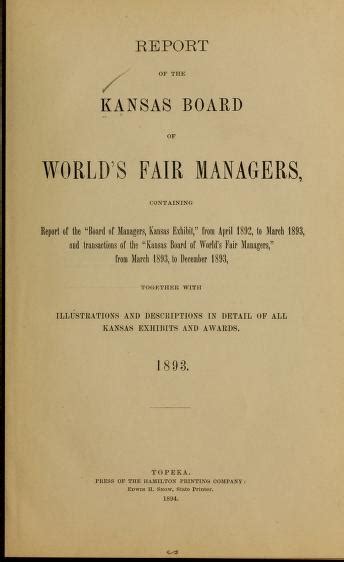 REPORT
OF THE
KANSAS BOARD
OF
WORLD'S FAIR MANAGERS,
CONTAINING
Report of the "Board of Managers, Kansas Exhibit," from April 1892, to March 1893,
and transactions of the "Kansas Board of World's Fair Managers,"
from March 1893, to December 1893,
TOGETHER WITH
ILLUSTRATIONS AND DESCRIPTIONS IN DETAIL OF ALL
KANSAS EXHIBITS AND AWARDS.
1893.
TOPEKA.
PRESS OF THE HAMILTON PRINTING COMPANY:
EDWIN H. SNOW, State Printer.
1894.